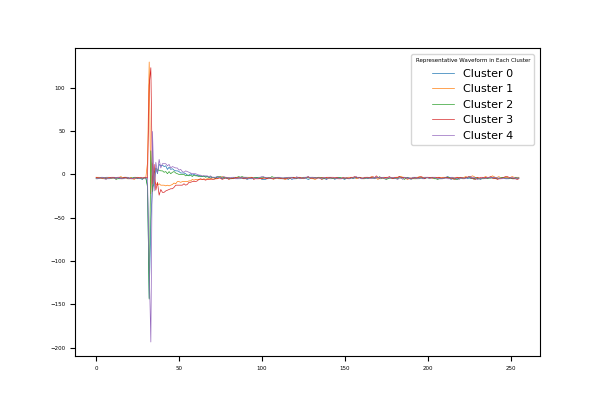 Representative Waveform in Each Cluster
Cluster 0
Cluster 1
Cluster 2
Cluster 3
Cluster 4
100
50
0
−50
−100
−150
−200
0 50 100 150 200 250